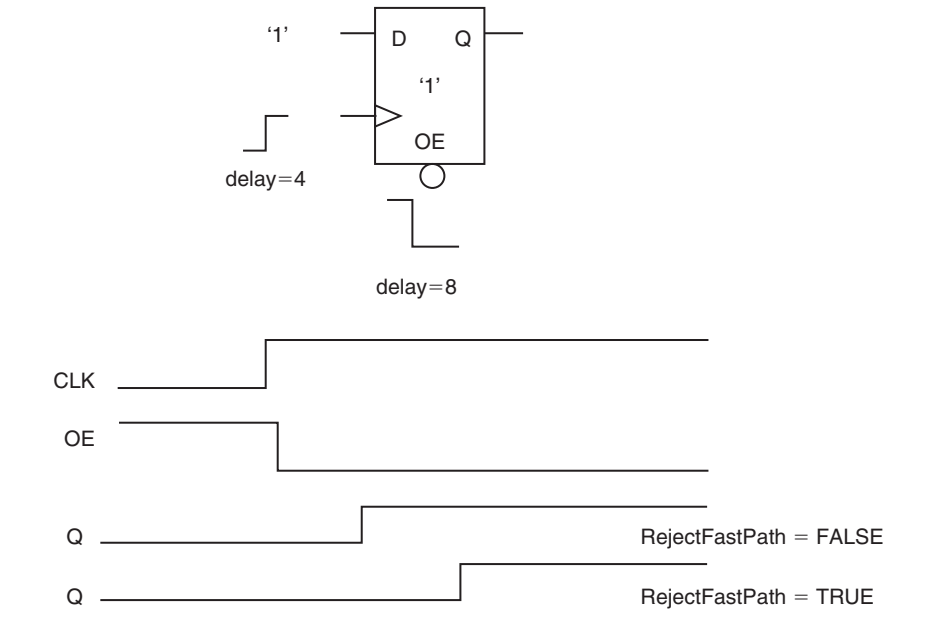 ‘1’
D Q
‘1’
OE
delay=4
delay=8
CLK
OE
Q RejectFastPath = FALSE
Q RejectFastPath = TRUE